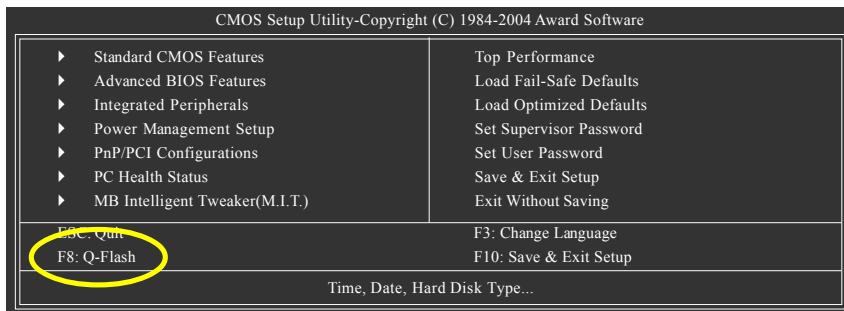 CMOS Setup Utility-Copyright (C) 1984-2004 Award Software
Standard CMOS Features
Advanced BIOS Features
Integrated Peripherals
Power Management Setup
PnP/PCI Configurations
PC Health Status
MB Intelligent Tweaker(M.I.T.)
Top Performance
Load Fail-Safe Defaults
Load Optimized Defaults
Set Supervisor Password
Set User Password
Save & Exit Setup
Exit Without Saving
ESC: Quit
F8: Q-Flash
F3: Change Language
F10: Save & Exit Setup
Time, Date, Hard Disk Type...